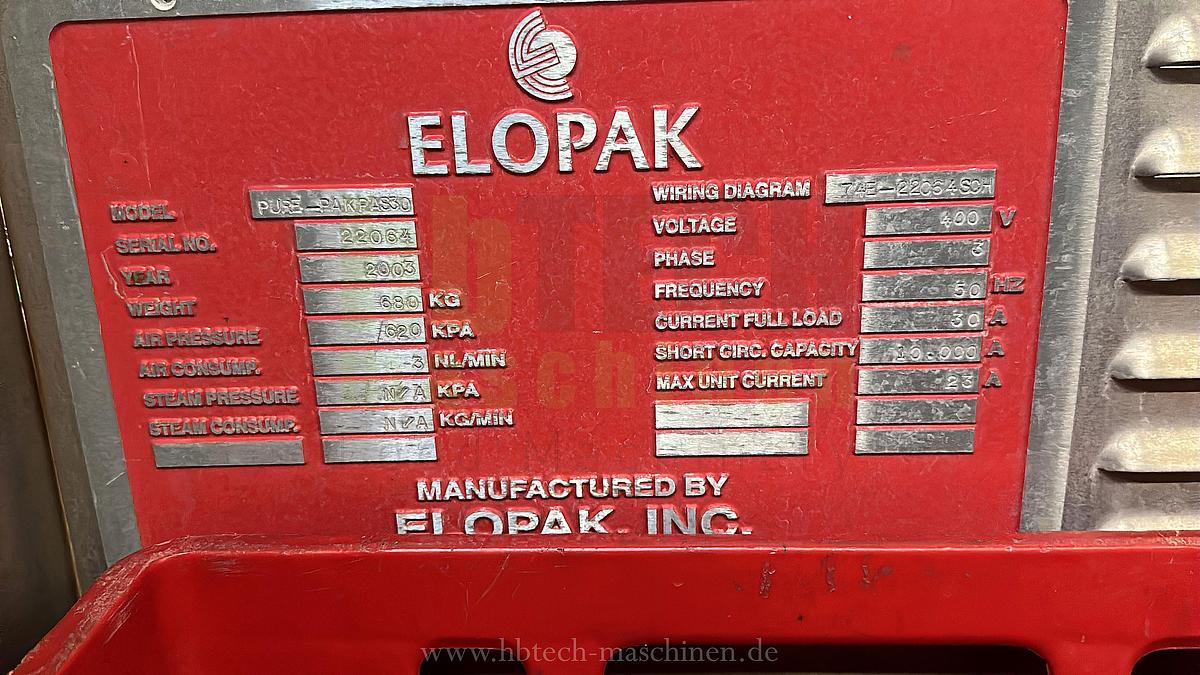 ELOPAK
MODEL PURE-PAKPAS30
SERIAL NO. 22064
YEAR 2003
WEIGHT 680 KG
AIR PRESSURE 620 KPA
AIR CONSUMP. 3 NL/MIN
STEAM PRESSURE N/A KPA
STEAM CONSUMP. N/A KG/MIN
WIRING DIAGRAM 74E-22064SCH
VOLTAGE 400 V
PHASE 3
FREQUENCY 50 HZ
CURRENT FULL LOAD 30 A
SHORT CIRC. CAPACITY 10.000 A
MAX UNIT CURRENT 23 A
MANUFACTURED BY
ELOPAK, INC.
www.hbtech-maschinen.de